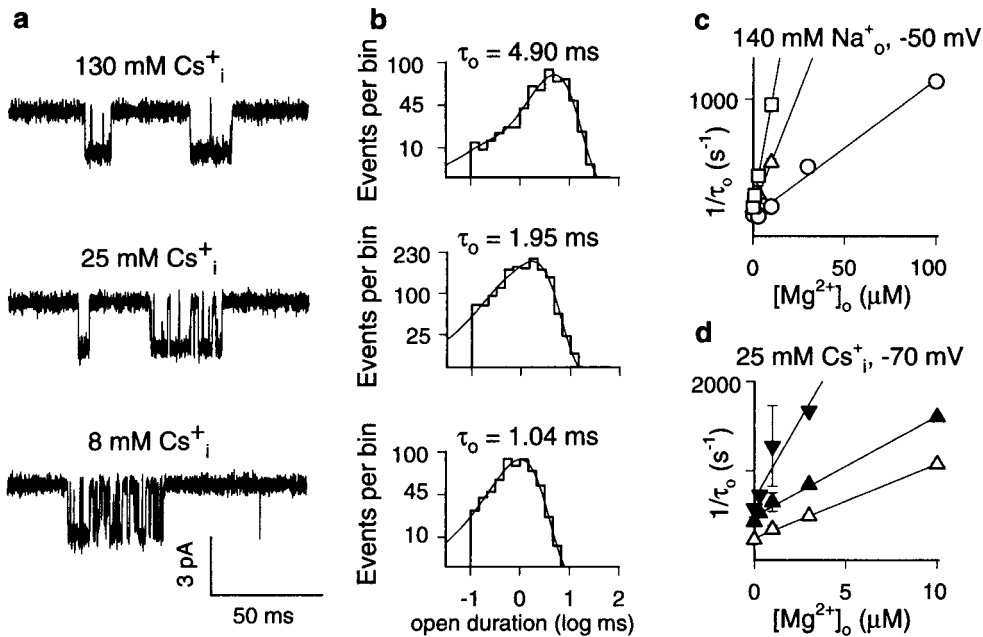 a
130 mM Cs⁺ᵢ
25 mM Cs⁺ᵢ
8 mM Cs⁺ᵢ
3 pA
50 ms
b
τₒ = 4.90 ms
Events per bin
100
45
10
τₒ = 1.95 ms
Events per bin
230
100
25
τₒ = 1.04 ms
Events per bin
100
45
10
-1 0 1 2
open duration (log ms)
c
140 mM Na⁺ₒ, -50 mV
1000
1/τₒ (s⁻¹)
0 50 100
[Mg²⁺]ₒ (μM)
d
25 mM Cs⁺ᵢ, -70 mV
2000
1/τₒ (s⁻¹)
0 5 10
[Mg²⁺]ₒ (μM)